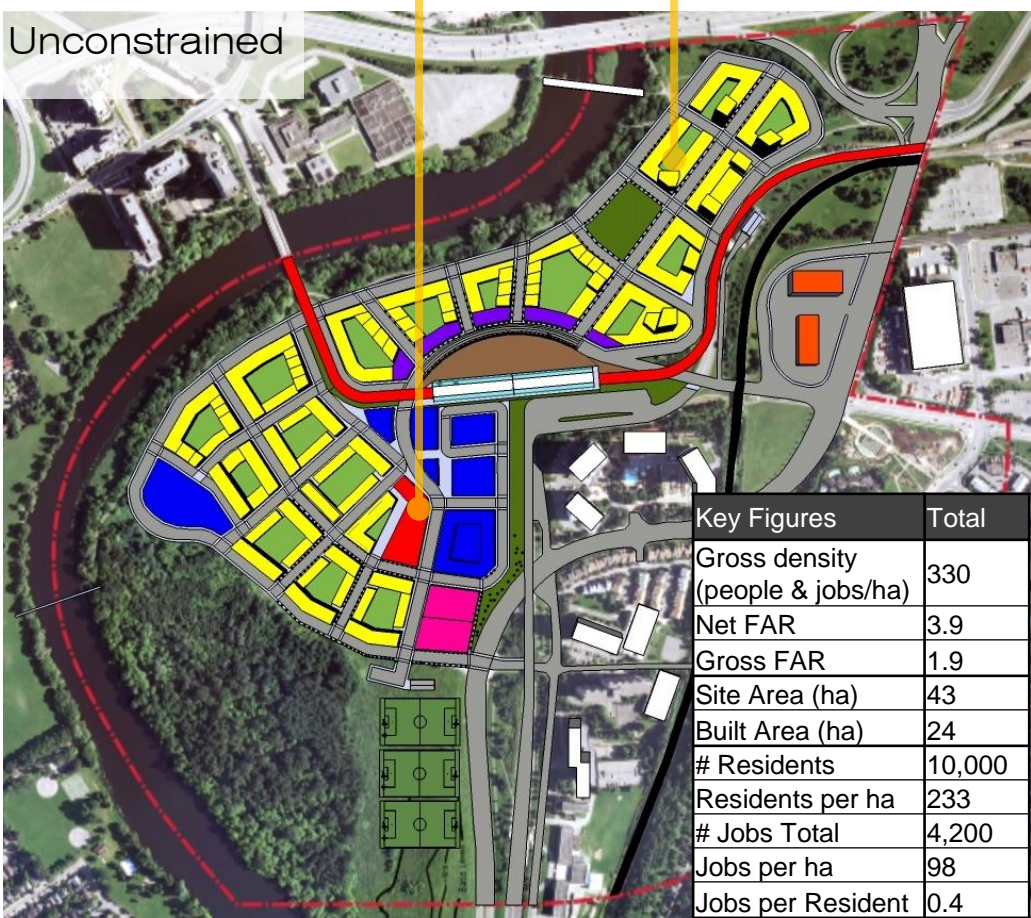 Unconstrained
Key Figures Total
Gross density
(people & jobs/ha) 330
Net FAR 3.9
Gross FAR 1.9
Site Area (ha) 43
Built Area (ha) 24
# Residents 10,000
Residents per ha 233
# Jobs Total 4,200
Jobs per ha 98
Jobs per Resident 0.4